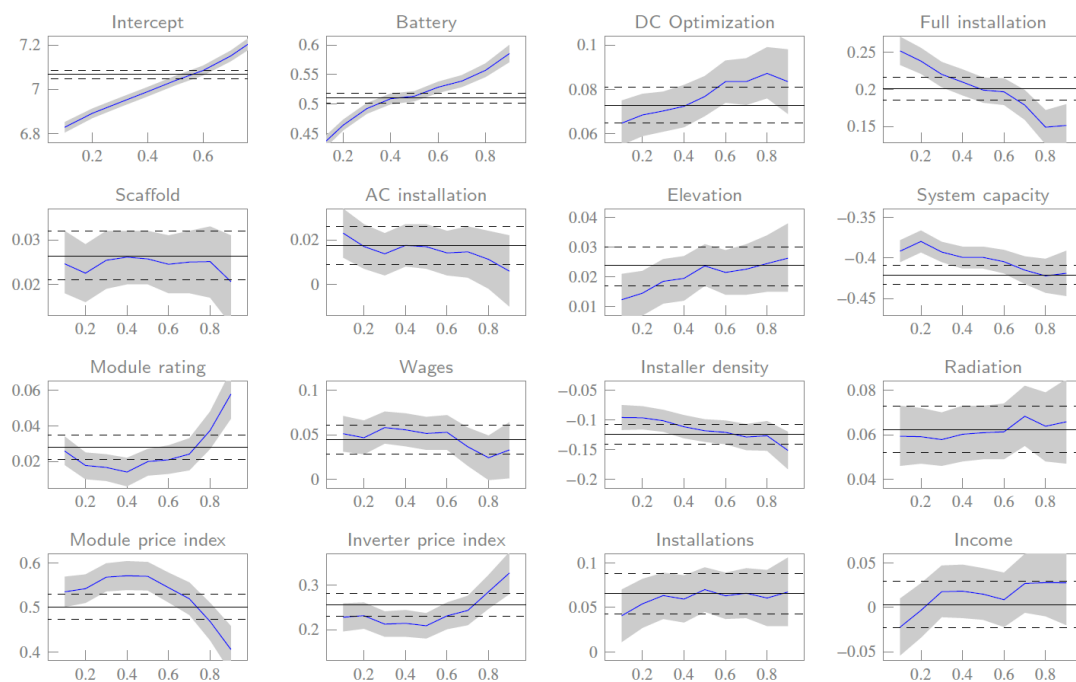 Intercept Battery DC Optimization Full installation
7.2 0.6 0.1 0.25
7 0.5 0.08 0.2
6.8 0.45 0.06 0.15
0.2 0.4 0.6 0.2 0.4 0.6 0.8 0.2 0.4 0.6 0.8 0.2 0.4 0.6 0.8
Scaffold AC installation Elevation System capacity
0.03 0.02 0.04 −0.35
0.02 0 0.03 −0.4
0.02 −0.45
0.01
0.2 0.4 0.6 0.8 0.2 0.4 0.6 0.8 0.2 0.4 0.6 0.8 0.2 0.4 0.6 0.8
Module rating Wages Installer density Radiation
0.06 0.1 −0.05 0.08
0.04 0.05 −0.1 0.06
0.02 0 −0.15 0.04
−0.2
0.2 0.4 0.6 0.8 0.2 0.4 0.6 0.8 0.2 0.4 0.6 0.8 0.2 0.4 0.6 0.8
Module price index Inverter price index Installations Income
0.6 0.3 0.1 0.05
0.5 0.2 0.05 0
0.4 0 −0.05
0.2 0.4 0.6 0.8 0.2 0.4 0.6 0.8 0.2 0.4 0.6 0.8 0.2 0.4 0.6 0.8